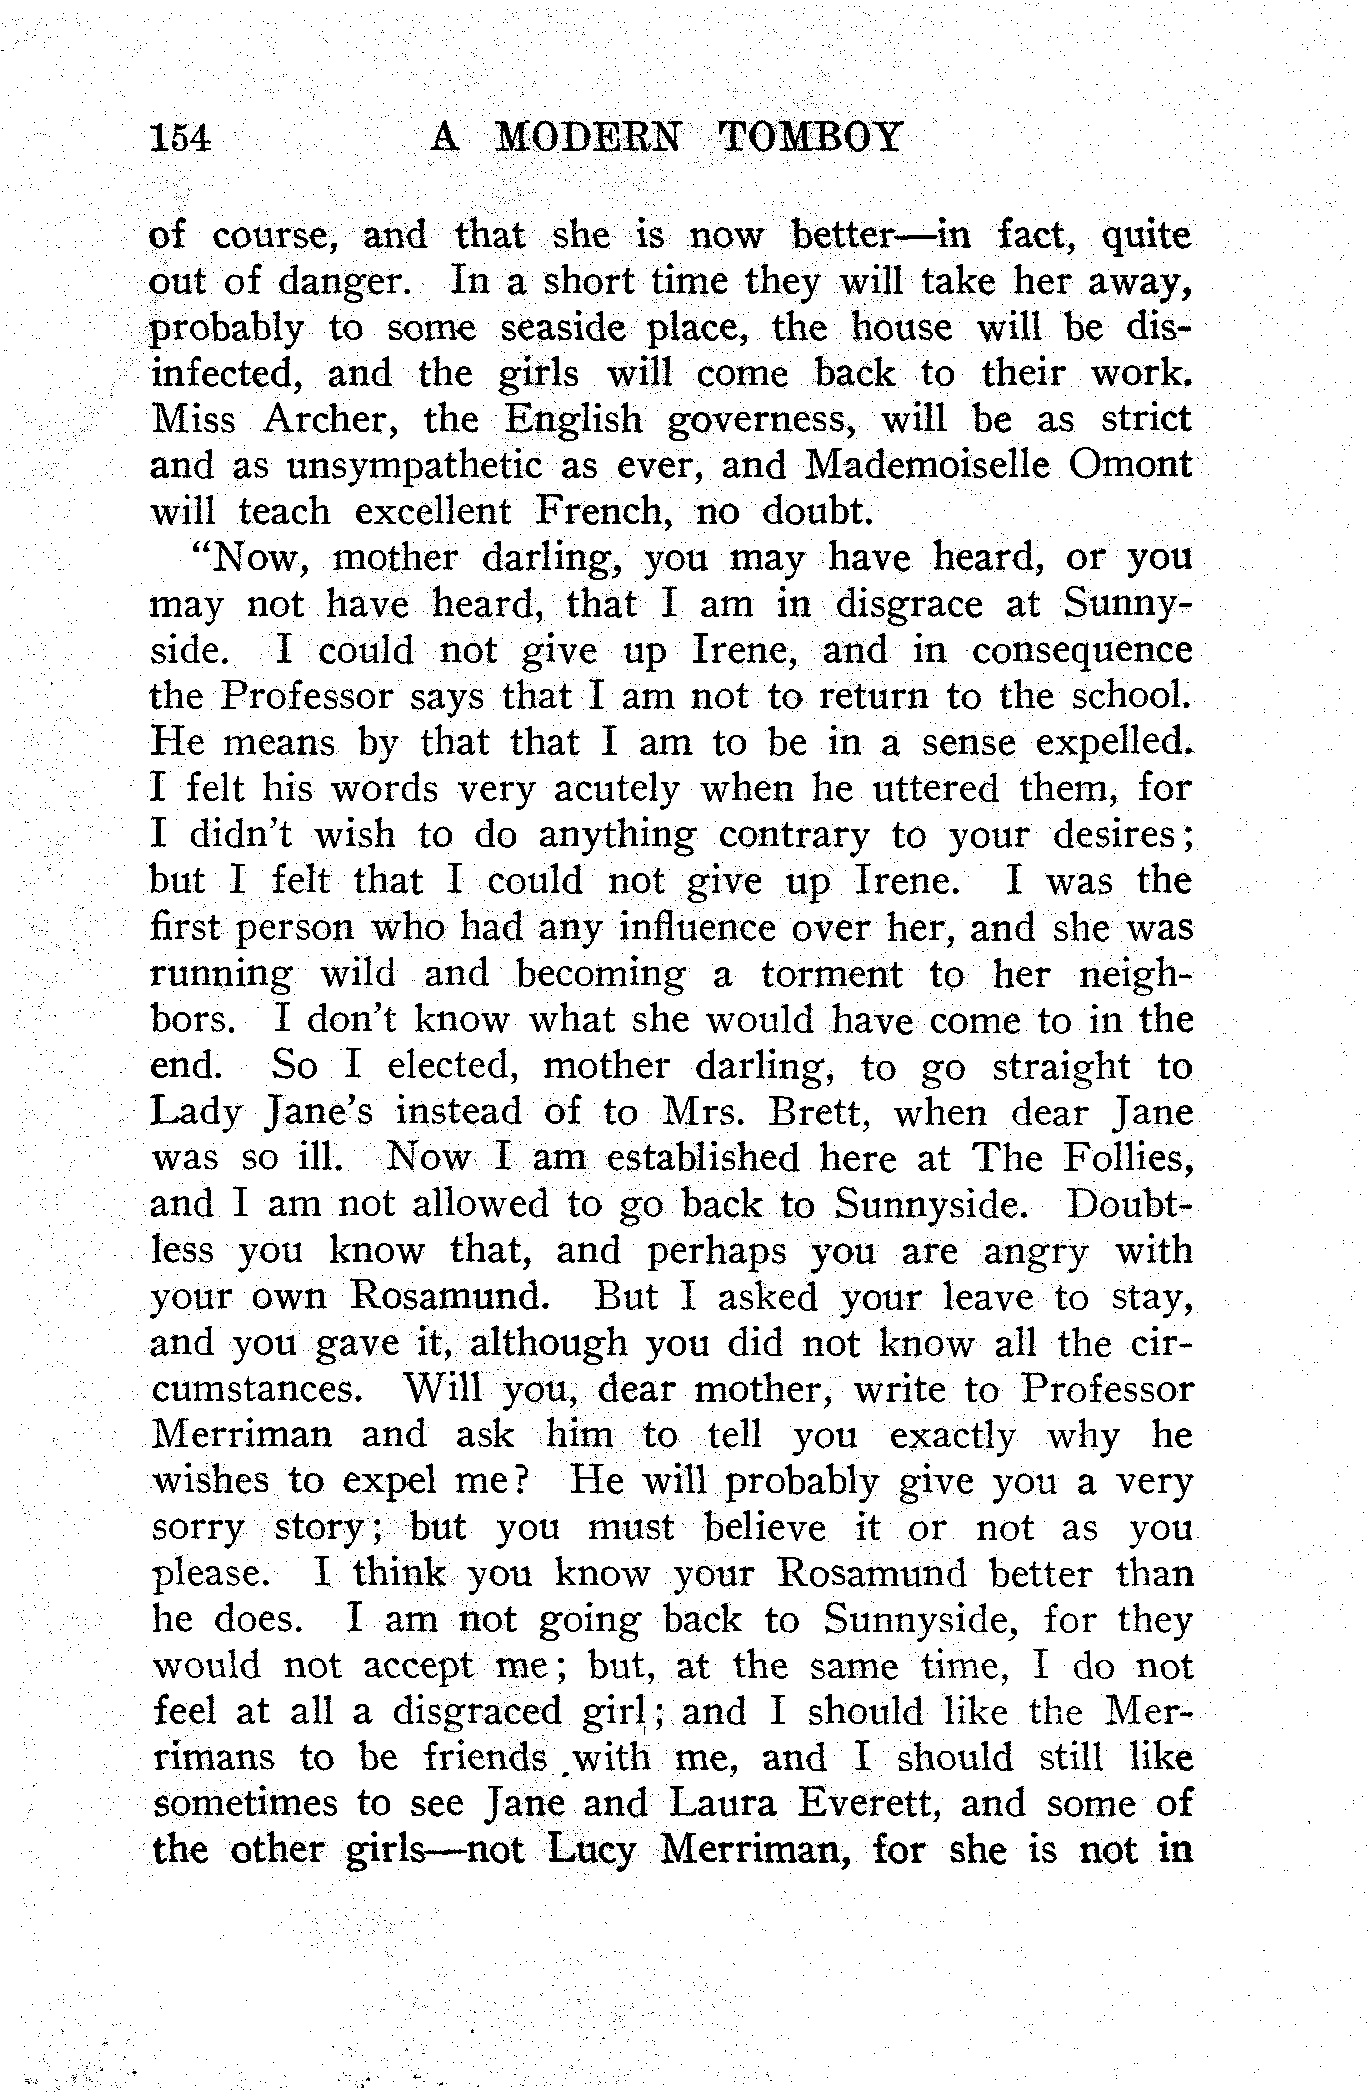 154 A MODERN TOMBOY
of course, and that she is now better—in fact, quite
out of danger. In a short time they will take her away,
probably to some seaside place, the house will be dis-
infected, and the girls will come back to their work.
Miss Archer, the English governess, will be as strict
and as unsympathetic as ever, and Mademoiselle Omont
will teach excellent French, no doubt.
“Now, mother darling, you may have heard, or you
may not have heard, that I am in disgrace at Sunny-
side. I could not give up Irene, and in consequence
the Professor says that I am not to return to the school.
He means by that that I am to be in a sense expelled.
I felt his words very acutely when he uttered them, for
I didn't wish to do anything contrary to your desires;
but I felt that I could not give up Irene. I was the
first person who had any influence over her, and she was
running wild and becoming a torment to her neigh-
bors. I don't know what she would have come to in the
end. So I elected, mother darling, to go straight to
Lady Jane's instead of to Mrs. Brett, when dear Jane
was so ill. Now I am established here at The Follies,
and I am not allowed to go back to Sunnyside. Doubt-
less you know that, and perhaps you are angry with
your own Rosamund. But I asked your leave to stay,
and you gave it, although you did not know all the cir-
cumstances. Will you, dear mother, write to Professor
Merriman and ask him to tell you exactly why he
wishes to expel me? He will probably give you a very
sorry story; but you must believe it or not as you
please. I think you know your Rosamund better than
he does. I am not going back to Sunnyside, for they
would not accept me; but, at the same time, I do not
feel at all a disgraced girl; and I should like the Mer-
rimans to be friends with me, and I should still like
sometimes to see Jane and Laura Everett, and some of
the other girls—not Lucy Merriman, for she is not in